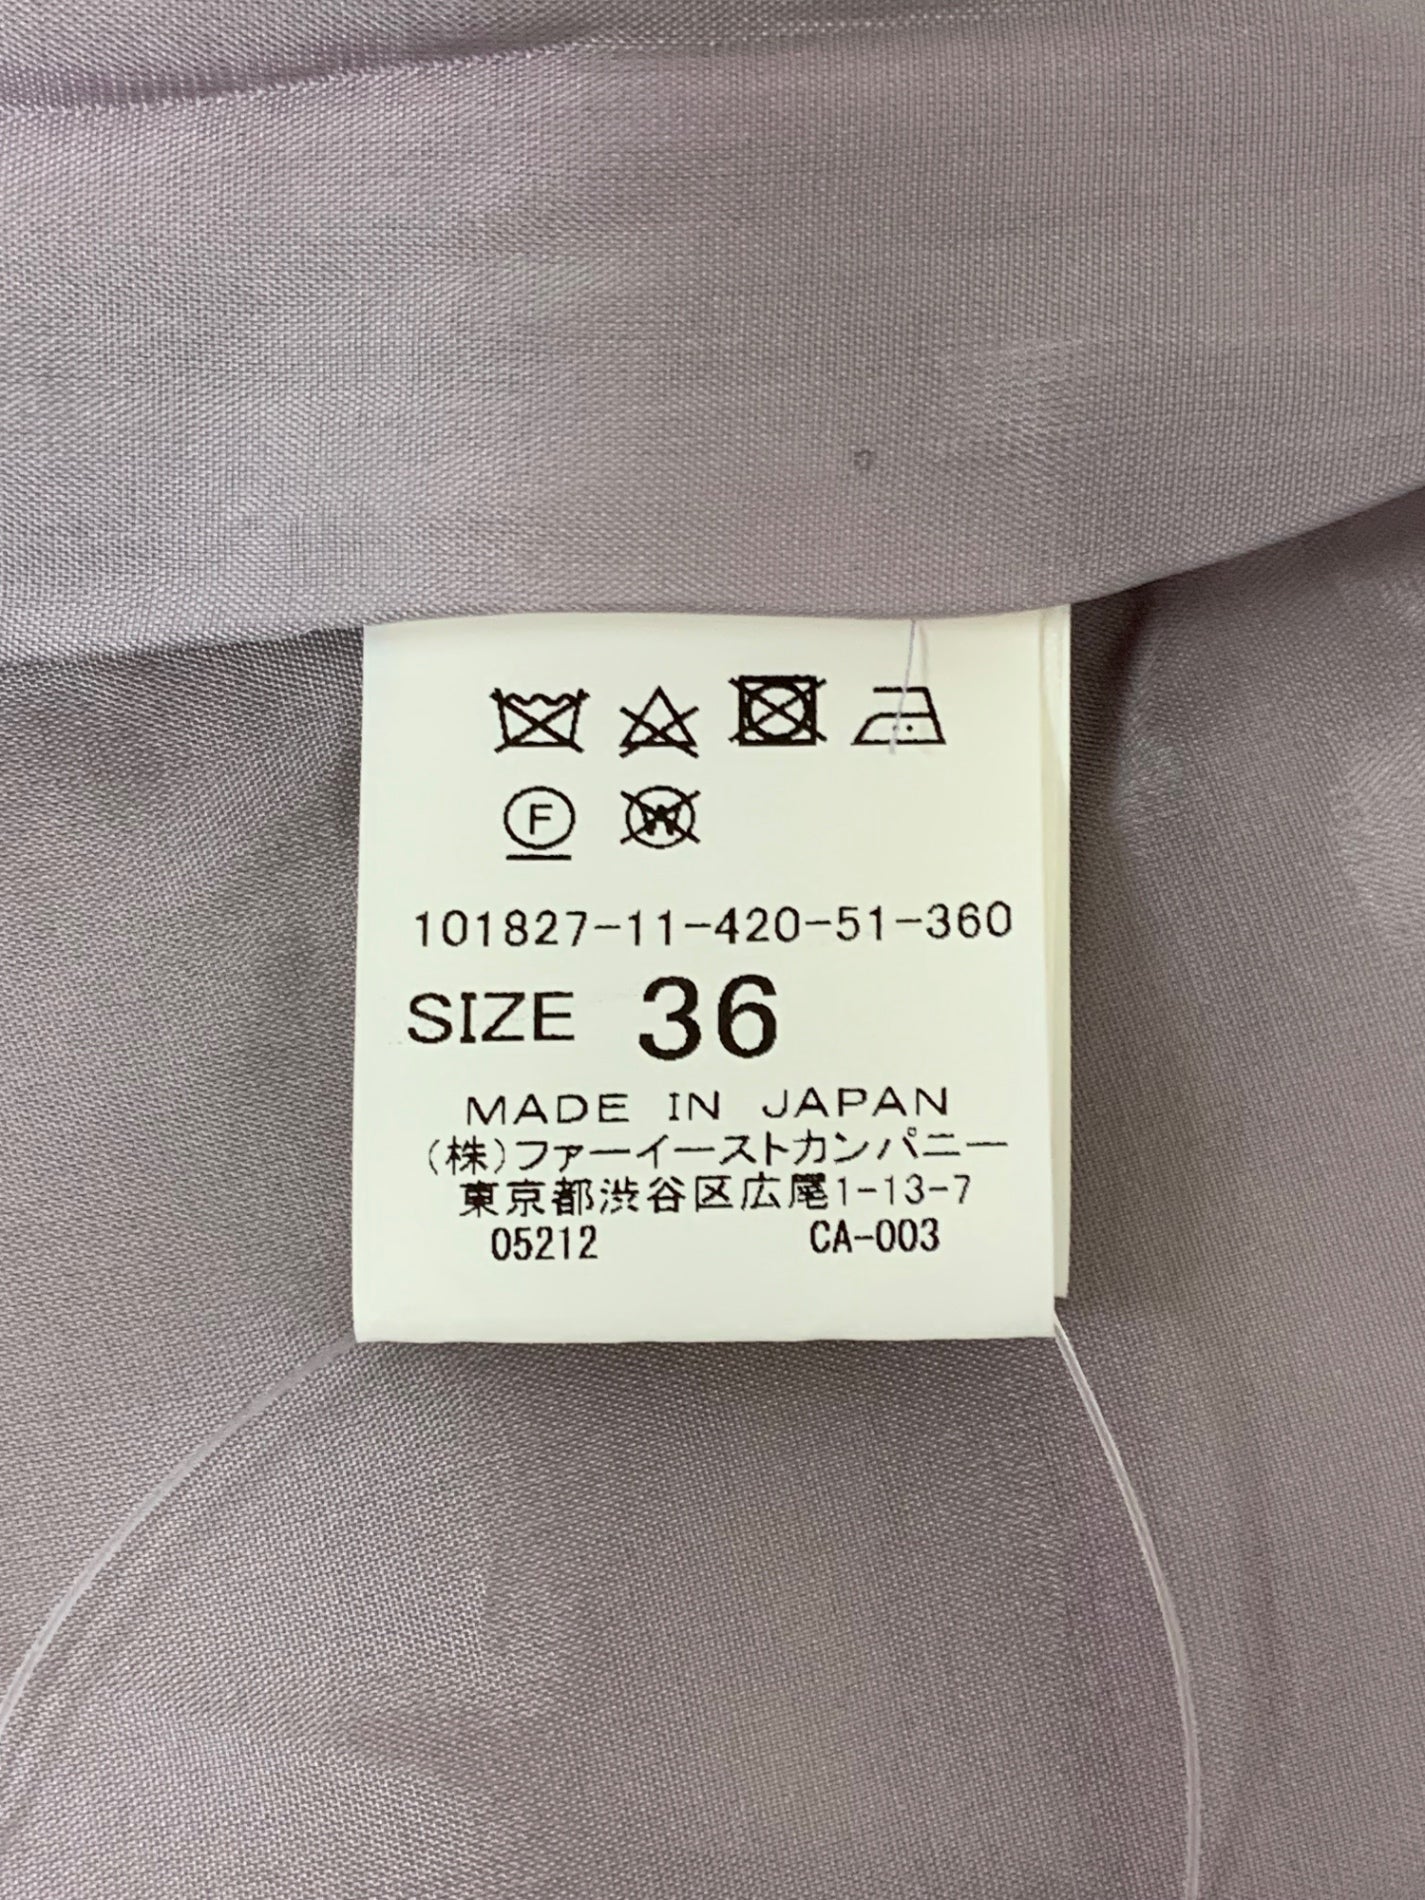 F W
101827-11-420-51-360
SIZE 36
MADE IN JAPAN
(株)ファーイーストカンパニー
東京都渋谷区広尾1-13-7
05212 CA-003